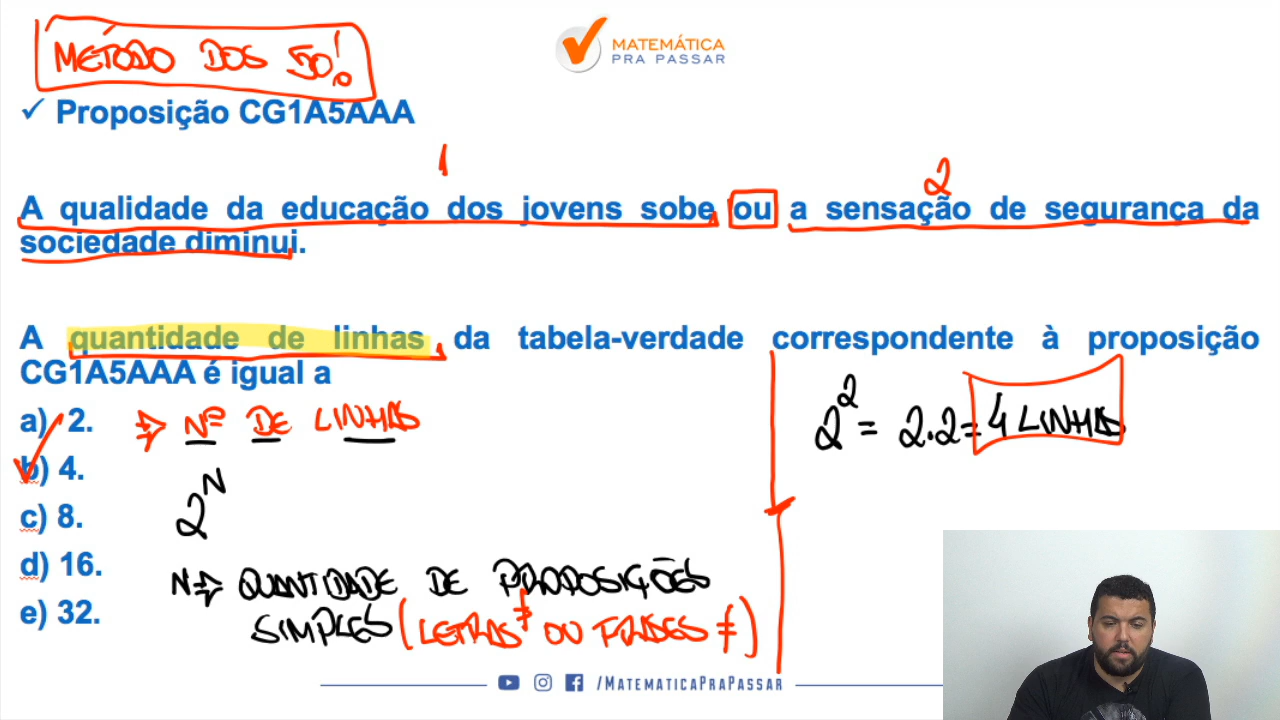 MÉTODO DOS 50!
MATEMÁTICA
PRA PASSAR
✓ Proposição CG1A5AAA
1
2
A qualidade da educação dos jovens sobe ou a sensação de segurança da
sociedade diminui.
A quantidade de linhas da tabela-verdade correspondente à proposição
CG1A5AAA é igual a
a) 2.
⇒ Nº DE LINHAS
b) 4.
c) 8.
d) 16.
e) 32.
2^N
N ⇒ QUANTIDADE DE PROPOSIÇÕES
SIMPLES (LETRAS ≠ OU FRASES ≠)
2^2 = 2.2 = 4 LINHAS
/MATEMATICAPRAPASSAR